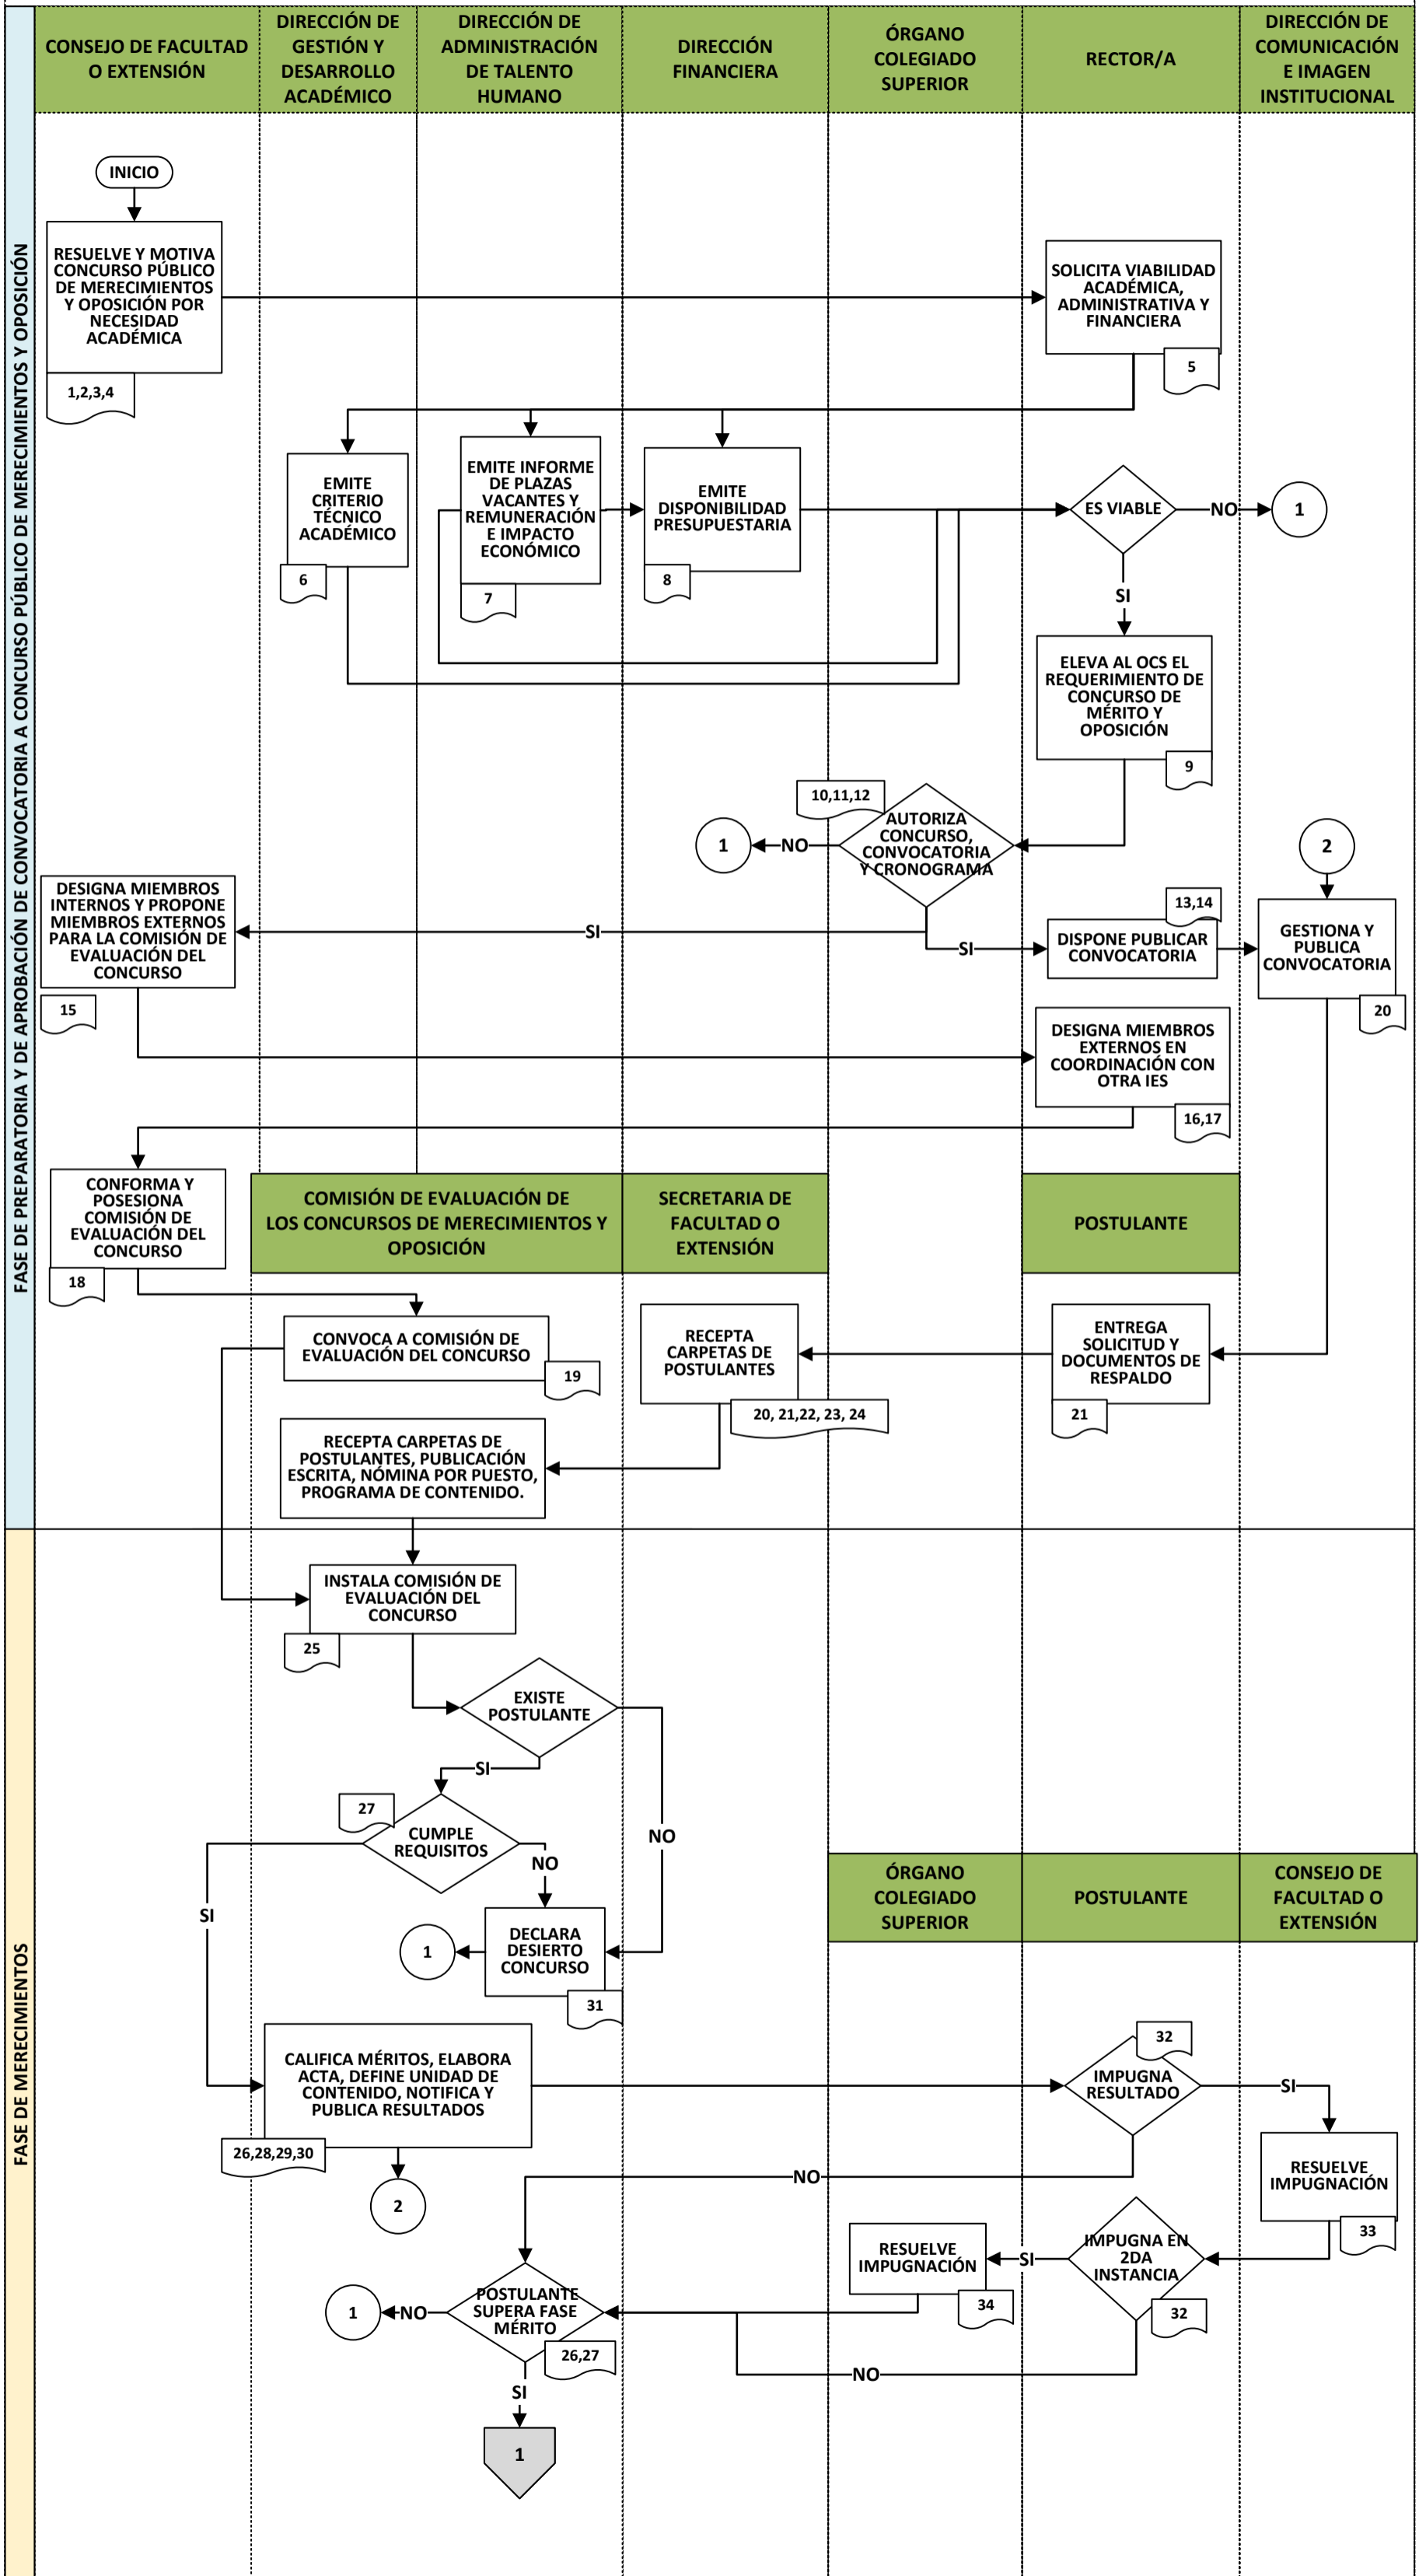 CONSEJO DE FACULTAD
O EXTENSIÓN
DIRECCIÓN DE
GESTIÓN Y
DESARROLLO
ACADÉMICO
DIRECCIÓN DE
ADMINISTRACIÓN
DE TALENTO
HUMANO
DIRECCIÓN
FINANCIERA
ÓRGANO
COLEGIADO
SUPERIOR
RECTOR/A
DIRECCIÓN DE
COMUNICACIÓN
E IMAGEN
INSTITUCIONAL
FASE DE PREPARATORIA Y DE APROBACIÓN DE CONVOCATORIA A CONCURSO PÚBLICO DE MERECIMIENTOS Y OPOSICIÓN
INICIO
RESUELVE Y MOTIVA
CONCURSO PÚBLICO
DE MERECIMIENTOS
Y OPOSICIÓN POR
NECESIDAD
ACADÉMICA
1,2,3,4
SOLICITA VIABILIDAD
ACADÉMICA,
ADMINISTRATIVA Y
FINANCIERA
5
EMITE
CRITERIO
TÉCNICO
ACADÉMICO
6
EMITE INFORME
DE PLAZAS
VACANTES Y
REMUNERACIÓN
E IMPACTO
ECONÓMICO
7
EMITE
DISPONIBILIDAD
PRESUPUESTARIA
8
ES VIABLE
NO
1
SI
ELEVA AL OCS EL
REQUERIMIENTO DE
CONCURSO DE
MÉRITO Y
OPOSICIÓN
9
10,11,12
AUTORIZA
CONCURSO,
CONVOCATORIA
Y CRONOGRAMA
NO
1
2
SI
SI
DESIGNA MIEMBROS
INTERNOS Y PROPONE
MIEMBROS EXTERNOS
PARA LA COMISIÓN DE
EVALUACIÓN DEL
CONCURSO
15
13,14
DISPONE PUBLICAR
CONVOCATORIA
GESTIONA Y
PUBLICA
CONVOCATORIA
20
DESIGNA MIEMBROS
EXTERNOS EN
COORDINACIÓN CON
OTRA IES
16,17
CONFORMA Y
POSESIONA
COMISIÓN DE
EVALUACIÓN DEL
CONCURSO
18
COMISIÓN DE EVALUACIÓN DE
LOS CONCURSOS DE MERECIMIENTOS Y
OPOSICIÓN
SECRETARIA DE
FACULTAD O
EXTENSIÓN
POSTULANTE
CONVOCA A COMISIÓN DE
EVALUACIÓN DEL CONCURSO
19
RECEPTA
CARPETAS DE
POSTULANTES
20, 21,22, 23, 24
ENTREGA
SOLICITUD Y
DOCUMENTOS DE
RESPALDO
21
RECEPTA CARPETAS DE
POSTULANTES, PUBLICACIÓN
ESCRITA, NÓMINA POR PUESTO,
PROGRAMA DE CONTENIDO.
FASE DE MERECIMIENTOS
INSTALA COMISIÓN DE
EVALUACIÓN DEL
CONCURSO
25
EXISTE
POSTULANTE
SI
NO
27
CUMPLE
REQUISITOS
NO
SI
ÓRGANO
COLEGIADO
SUPERIOR
POSTULANTE
CONSEJO DE
FACULTAD O
EXTENSIÓN
1
DECLARA
DESIERTO
CONCURSO
31
CALIFICA MÉRITOS, ELABORA
ACTA, DEFINE UNIDAD DE
CONTENIDO, NOTIFICA Y
PUBLICA RESULTADOS
26,28,29,30
2
32
IMPUGNA
RESULTADO
SI
NO
RESUELVE
IMPUGNACIÓN
33
IMPUGNA EN
2DA
INSTANCIA
32
SI
RESUELVE
IMPUGNACIÓN
34
NO
POSTULANTE
SUPERA FASE
MÉRITO
26,27
NO
1
SI
1